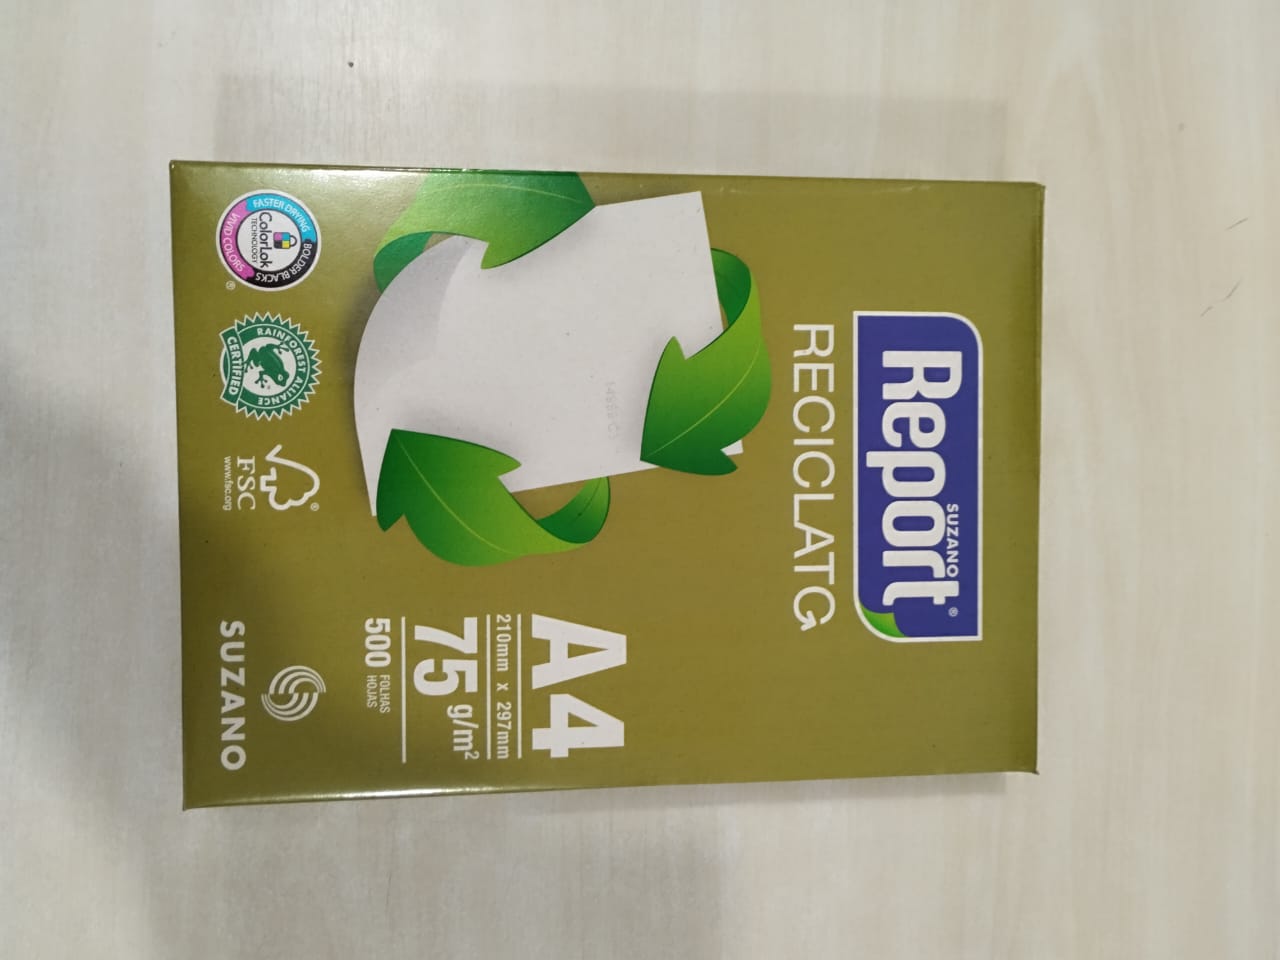 SUZANO
Report®
RECICLATO
A4
210mm x 297mm
75 g/m²
500 FOLHAS
HOJAS
FASTER DRYING
BOLDER BLACKS
VIVID COLORS
ColorLok
TECHNOLOGY
®
RAINFOREST ALLIANCE
CERTIFIED
®
FSC
www.fsc.org
SUZANO